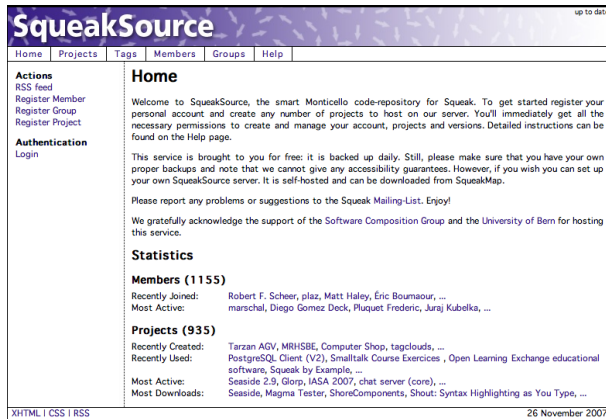 up to dat
SqueakSource
Home Projects Tags Members Groups Help
Actions
RSS feed
Register Member
Register Group
Register Project
Authentication
Login
Home
Welcome to SqueakSource, the smart Monticello code-repository for Squeak. To get started register your
personal account and create any number of projects to host on our server. You'll immediately get all the
necessary permissions to create and manage your account, projects and versions. Detailed instructions can be
found on the Help page.
This service is brought to you for free: it is backed up daily. Still, please make sure that you have your own
proper backups and note that we cannot give any accessibility guarantees. However, if you wish you can set up
your own SqueakSource server. It is self-hosted and can be downloaded from SqueakMap.
Please report any problems or suggestions to the Squeak Mailing-List. Enjoy!
We gratefully acknowledge the support of the Software Composition Group and the University of Bern for hosting
this service.
Statistics
Members (1155)
Recently Joined: Robert F. Scheer, plaz, Matt Haley, Éric Boumaour, ...
Most Active: marschal, Diego Gomez Deck, Pluquet Frederic, Juraj Kubelka, ...
Projects (935)
Recently Created: Tarzan AGV, MRHSBE, Computer Shop, tagclouds, ...
Recently Used: PostgreSQL Client (V2), Smalltalk Course Exercices , Open Learning Exchange educational
software, Squeak by Example, ...
Most Active: Seaside 2.9, Glorp, IASA 2007, chat server (core), ...
Most Downloads: Seaside, Magma Tester, ShoreComponents, Shout: Syntax Highlighting as You Type, ...
XHTML | CSS | RSS 26 November 2007